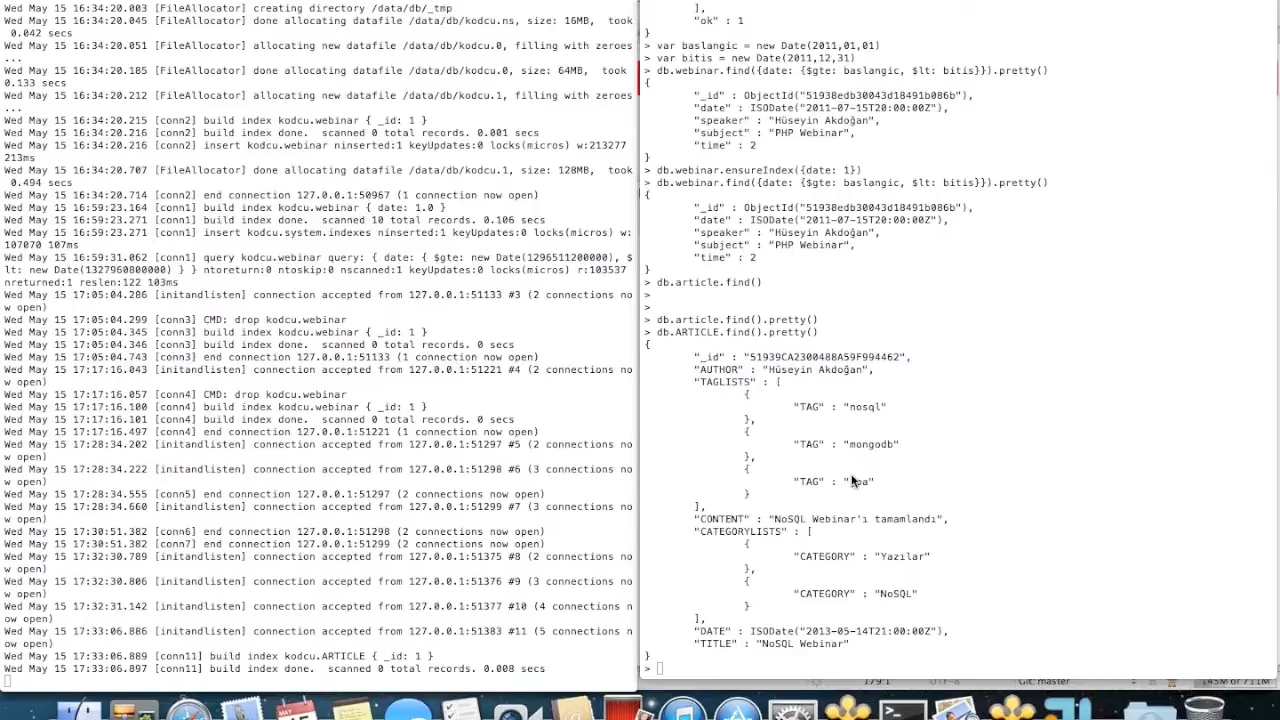 Wed May 15 16:34:20.003 [FileAllocator] creating directory /data/db/_tmp
Wed May 15 16:34:20.045 [FileAllocator] done allocating datafile /data/db/kodcu.ns, size: 16MB,  took
 0.042 secs
Wed May 15 16:34:20.051 [FileAllocator] allocating new datafile /data/db/kodcu.0, filling with zeroes
...
Wed May 15 16:34:20.185 [FileAllocator] done allocating datafile /data/db/kodcu.0, size: 64MB,  took
0.133 secs
Wed May 15 16:34:20.212 [FileAllocator] allocating new datafile /data/db/kodcu.1, filling with zeroes
...
Wed May 15 16:34:20.215 [conn2] build index kodcu.webinar { _id: 1 }
Wed May 15 16:34:20.216 [conn2] build index done.  scanned 0 total records. 0.001 secs
Wed May 15 16:34:20.216 [conn2] insert kodcu.webinar ninserted:1 keyUpdates:0 locks(micros) w:213277
213ms
Wed May 15 16:34:20.707 [FileAllocator] done allocating datafile /data/db/kodcu.1, size: 128MB,  took
 0.494 secs
Wed May 15 16:34:20.714 [conn2] end connection 127.0.0.1:50967 (1 connection now open)
Wed May 15 16:59:23.164 [conn1] build index kodcu.webinar { date: 1.0 }
Wed May 15 16:59:23.271 [conn1] build index done.  scanned 10 total records. 0.106 secs
Wed May 15 16:59:23.271 [conn1] insert kodcu.system.indexes ninserted:1 keyUpdates:0 locks(micros) w:
107070 107ms
Wed May 15 16:59:31.062 [conn1] query kodcu.webinar query: { date: { $gte: new Date(1296511200000), $
lt: new Date(1327960800000) } } ntoreturn:0 ntoskip:0 nscanned:1 keyUpdates:0 locks(micros) r:103537
nreturned:1 reslen:122 103ms
Wed May 15 17:05:04.286 [initandlisten] connection accepted from 127.0.0.1:51133 #3 (2 connections no
w open)
Wed May 15 17:05:04.299 [conn3] CMD: drop kodcu.webinar
Wed May 15 17:05:04.345 [conn3] build index kodcu.webinar { _id: 1 }
Wed May 15 17:05:04.346 [conn3] build index done.  scanned 0 total records. 0 secs
Wed May 15 17:05:04.743 [conn3] end connection 127.0.0.1:51133 (1 connection now open)
Wed May 15 17:17:16.043 [initandlisten] connection accepted from 127.0.0.1:51221 #4 (2 connections no
w open)
Wed May 15 17:17:16.057 [conn4] CMD: drop kodcu.webinar
Wed May 15 17:17:16.100 [conn4] build index kodcu.webinar { _id: 1 }
Wed May 15 17:17:16.101 [conn4] build index done.  scanned 0 total records. 0 secs
Wed May 15 17:17:16.497 [conn4] end connection 127.0.0.1:51221 (1 connection now open)
Wed May 15 17:28:34.202 [initandlisten] connection accepted from 127.0.0.1:51297 #5 (2 connections no
w open)
Wed May 15 17:28:34.222 [initandlisten] connection accepted from 127.0.0.1:51298 #6 (3 connections no
w open)
Wed May 15 17:28:34.555 [conn5] end connection 127.0.0.1:51297 (2 connections now open)
Wed May 15 17:28:34.660 [initandlisten] connection accepted from 127.0.0.1:51299 #7 (3 connections no
w open)
Wed May 15 17:30:51.382 [conn6] end connection 127.0.0.1:51298 (2 connections now open)
Wed May 15 17:30:51.382 [conn7] end connection 127.0.0.1:51299 (2 connections now open)
Wed May 15 17:32:30.789 [initandlisten] connection accepted from 127.0.0.1:51375 #8 (2 connections no
w open)
Wed May 15 17:32:30.806 [initandlisten] connection accepted from 127.0.0.1:51376 #9 (3 connections no
w open)
Wed May 15 17:32:31.142 [initandlisten] connection accepted from 127.0.0.1:51377 #10 (4 connections n
ow open)
Wed May 15 17:33:06.886 [initandlisten] connection accepted from 127.0.0.1:51383 #11 (5 connections n
ow open)
Wed May 15 17:33:06.889 [conn11] build index kodcu.ARTICLE { _id: 1 }
Wed May 15 17:33:06.897 [conn11] build index done.  scanned 0 total records. 0.008 secs
],
"ok" : 1
}
> var baslangic = new Date(2011,01,01)
> var bitis = new Date(2011,12,31)
> db.webinar.find({date: {$gte: baslangic, $lt: bitis}}).pretty()
{
"_id" : ObjectId("51938edb30043d18491b086b"),
"date" : ISODate("2011-07-15T20:00:00Z"),
"speaker" : "Hüseyin Akdoğan",
"subject" : "PHP Webinar",
"time" : 2
}
> db.webinar.ensureIndex({date: 1})
> db.webinar.find({date: {$gte: baslangic, $lt: bitis}}).pretty()
{
"_id" : ObjectId("51938edb30043d18491b086b"),
"date" : ISODate("2011-07-15T20:00:00Z"),
"speaker" : "Hüseyin Akdoğan",
"subject" : "PHP Webinar",
"time" : 2
}
> db.article.find()
>
>
> db.article.find().pretty()
> db.ARTICLE.find().pretty()
{
"_id" : "51939CA2300488A59F994462",
"AUTHOR" : "Hüseyin Akdoğan",
"TAGLISTS" : [
{
"TAG" : "nosql"
},
{
"TAG" : "mongodb"
},
{
"TAG" :
}
],
"CONTENT" : "NoSQL Webinar'ı tamamlandı",
"CATEGORYLISTS" : [
{
"CATEGORY" : "Yazılar"
},
{
"CATEGORY" : "NoSQL"
}
],
"DATE" : ISODate("2013-05-14T21:00:00Z"),
"TITLE" : "NoSQL Webinar"
}
>